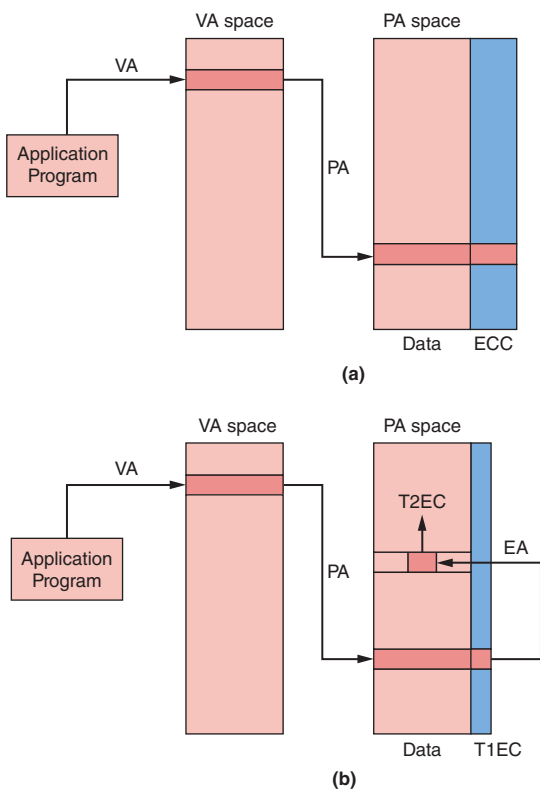 VA space
PA space
VA
Application
Program
PA
Data
ECC
(a)
VA space
PA space
VA
T2EC
EA
Application
Program
PA
Data
T1EC
(b)